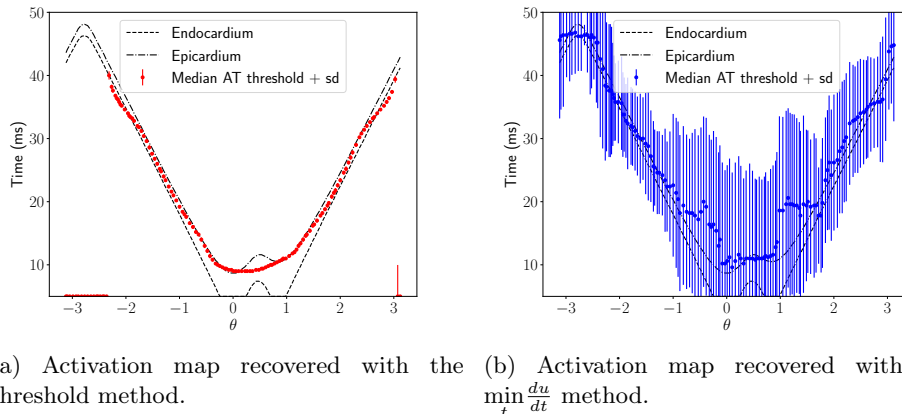 50
40
30
20
10
Time (ms)
−3 −2 −1 0 1 2 3
θ
Endocardium
Epicardium
Median AT threshold + sd
50
40
30
20
10
Time (ms)
−3 −2 −1 0 1 2 3
θ
Endocardium
Epicardium
Median AT threshold + sd
a) Activation map recovered with the
hreshold method.
(b) Activation map recovered with
min_t du/dt method.